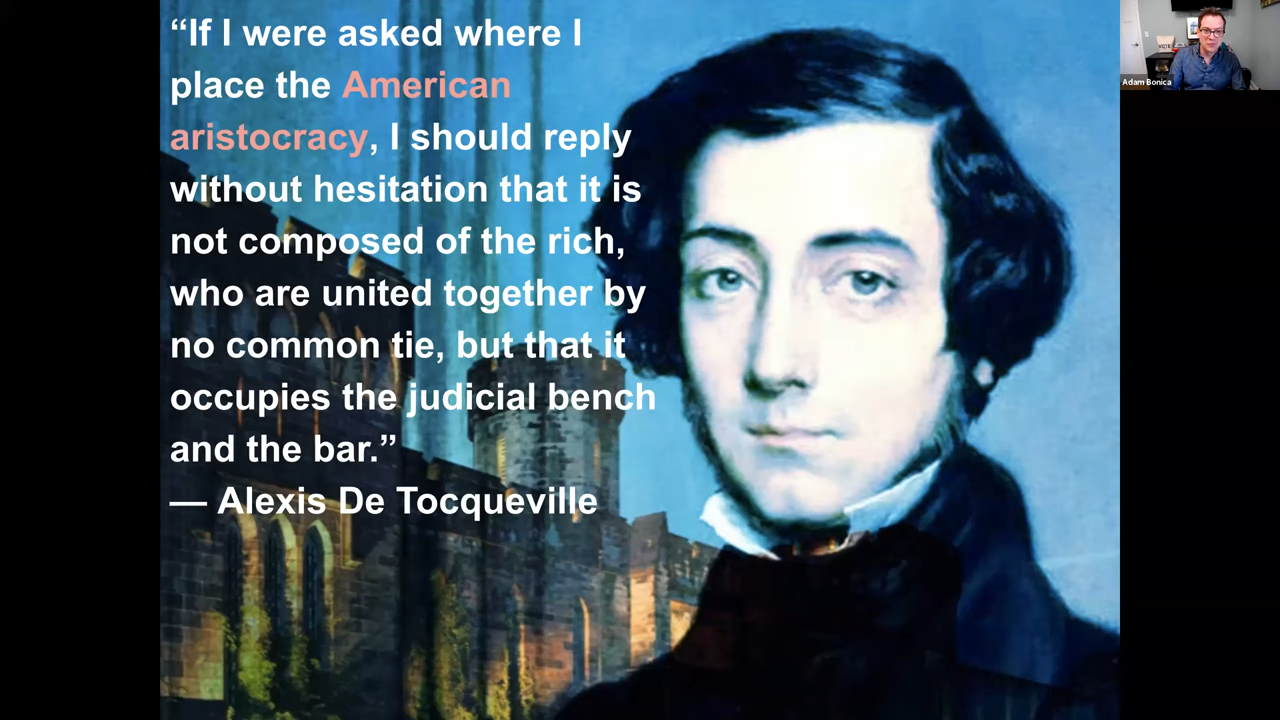 “If I were asked where I
place the American
aristocracy, I should reply
without hesitation that it is
not composed of the rich,
who are united together by
no common tie, but that it
occupies the judicial bench
and the bar.”
— Alexis De Tocqueville
Adam Bonica